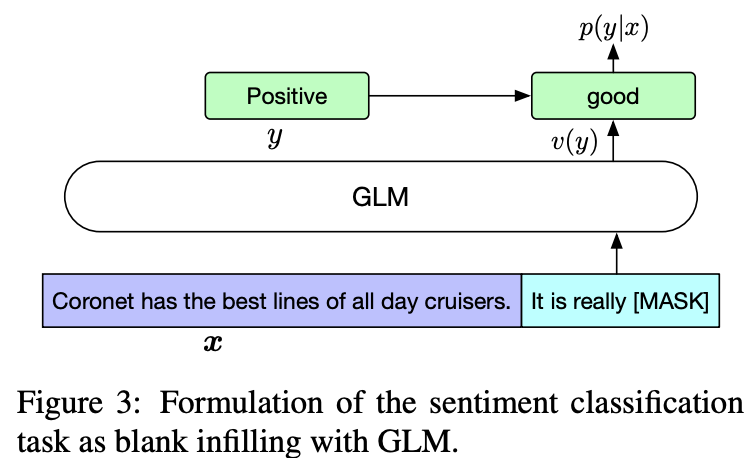 p(y|x)
Positive
good
y
v(y)
GLM
Coronet has the best lines of all day cruisers.
It is really [MASK]
x
Figure 3: Formulation of the sentiment classification
task as blank infilling with GLM.